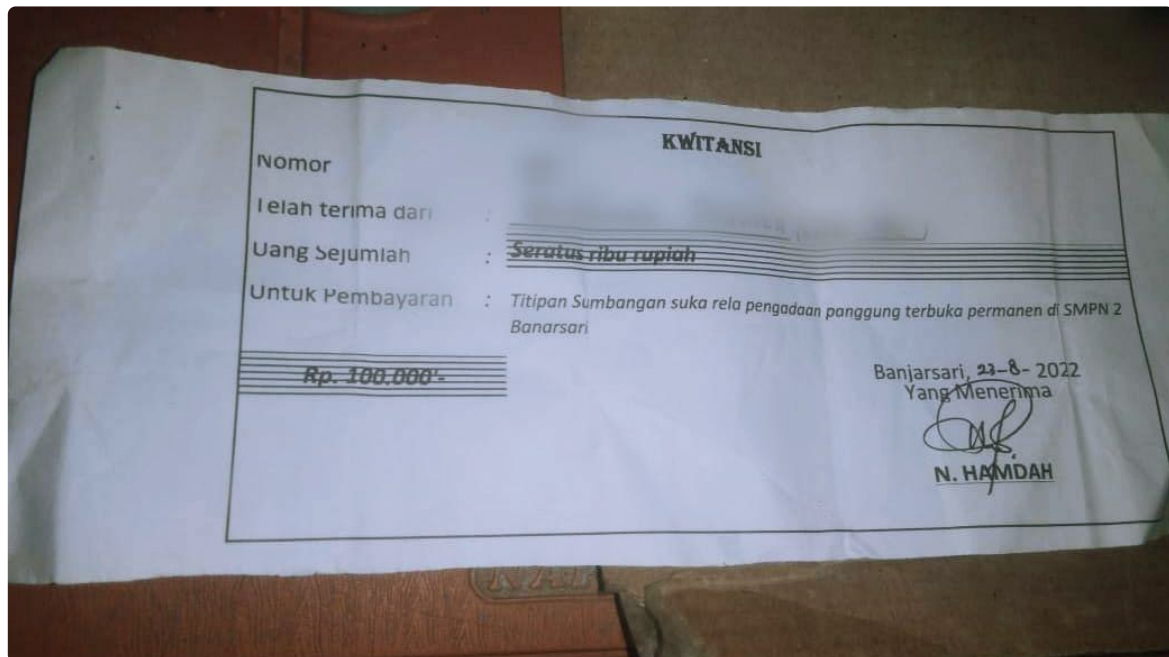 KWITANSI
Nomor
Telah terima dari :
Uang Sejumlah : Seratus ribu rupiah
Untuk Pembayaran : Titipan Sumbangan suka rela pengadaan panggung terbuka permanen di SMPN 2
Banarsari
Rp. 100.000'-
Banjarsari, 23-8-2022
Yang Menerima
N. HAMDAH